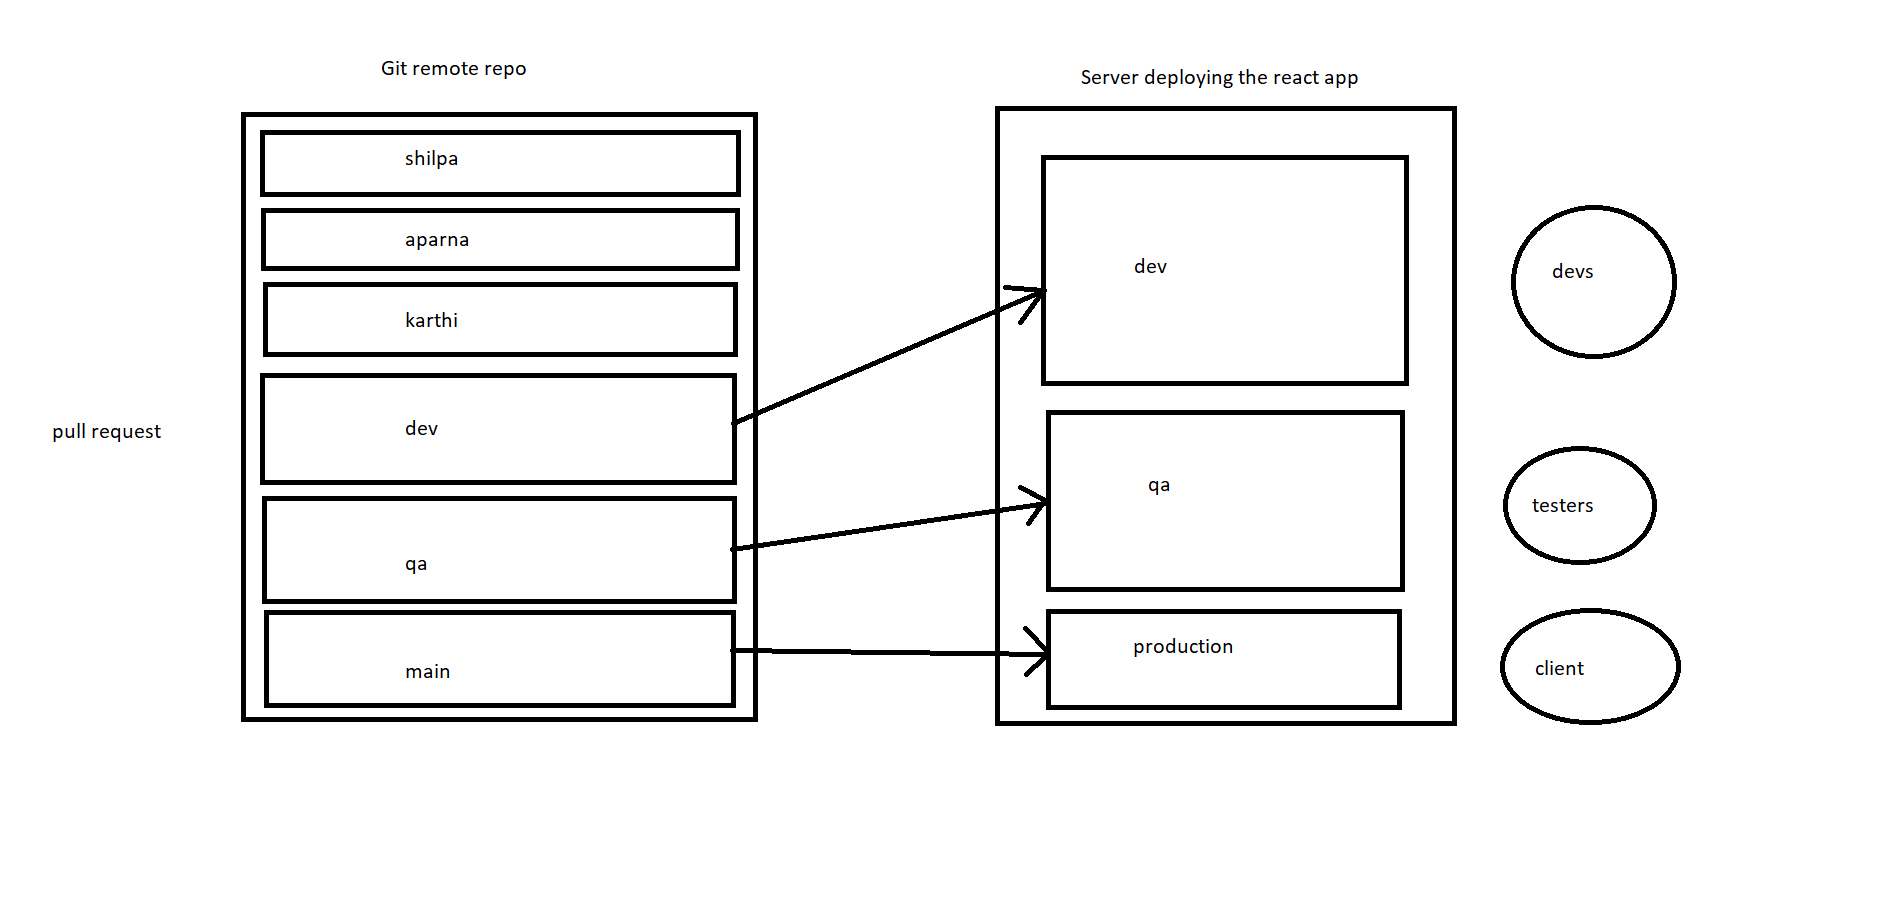 Git remote repo
shilpa
aparna
karthi
dev
qa
main
pull request
Server deploying the react app
dev
qa
production
devs
testers
client